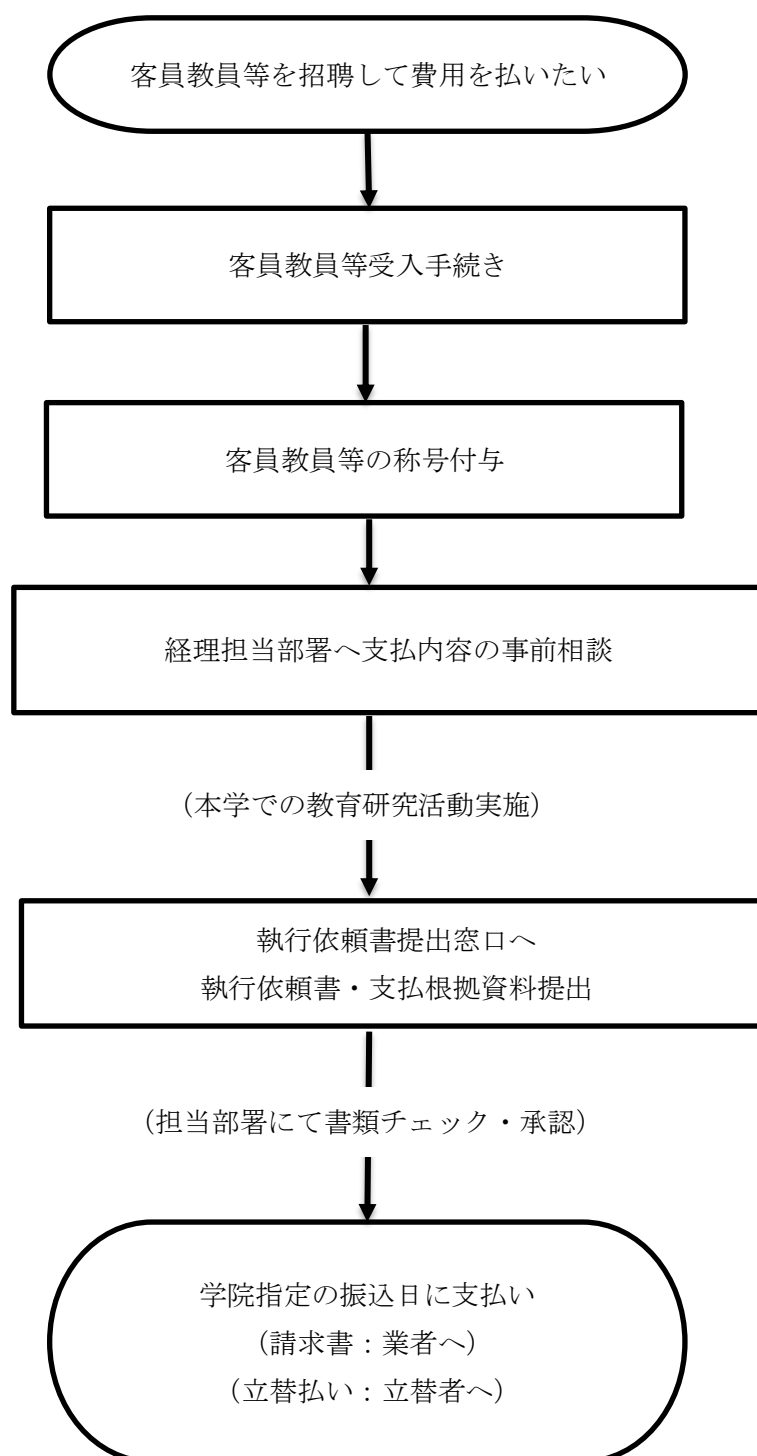 客員教員等を招聘して費用を払いたい
客員教員等受入手続き
客員教員等の称号付与
経理担当部署へ支払内容の事前相談
（本学での教育研究活動実施）
執行依頼書提出窓口へ
執行依頼書・支払根拠資料提出
（担当部署にて書類チェック・承認）
学院指定の振込日に支払い
（請求書：業者へ）
（立替払い：立替者へ）